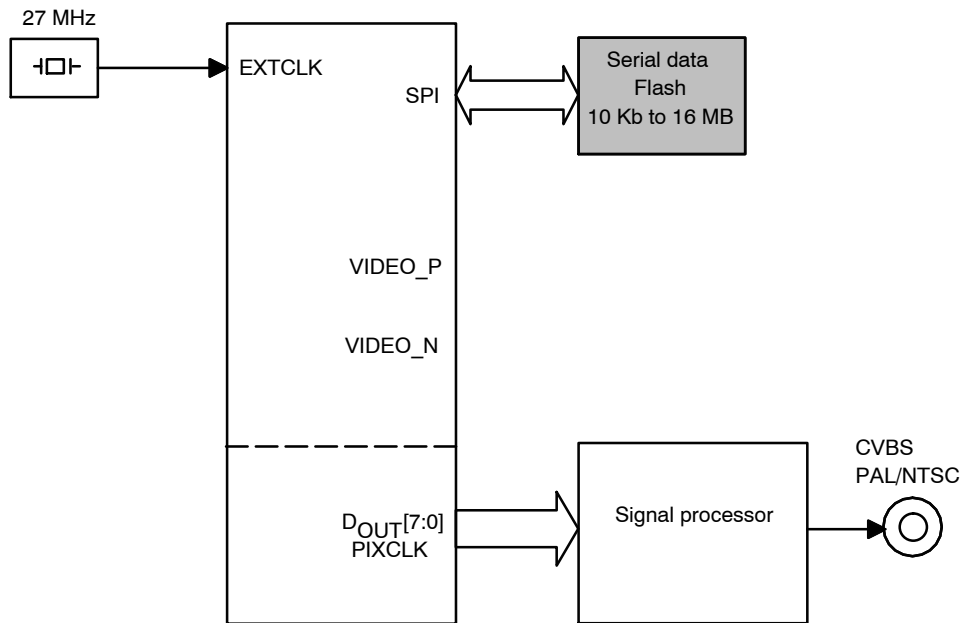 27 MHz
EXTCLK
SPI
Serial data
Flash
10 Kb to 16 MB
VIDEO_P
VIDEO_N
DOUT[7:0]
PIXCLK
Signal processor
CVBS
PAL/NTSC